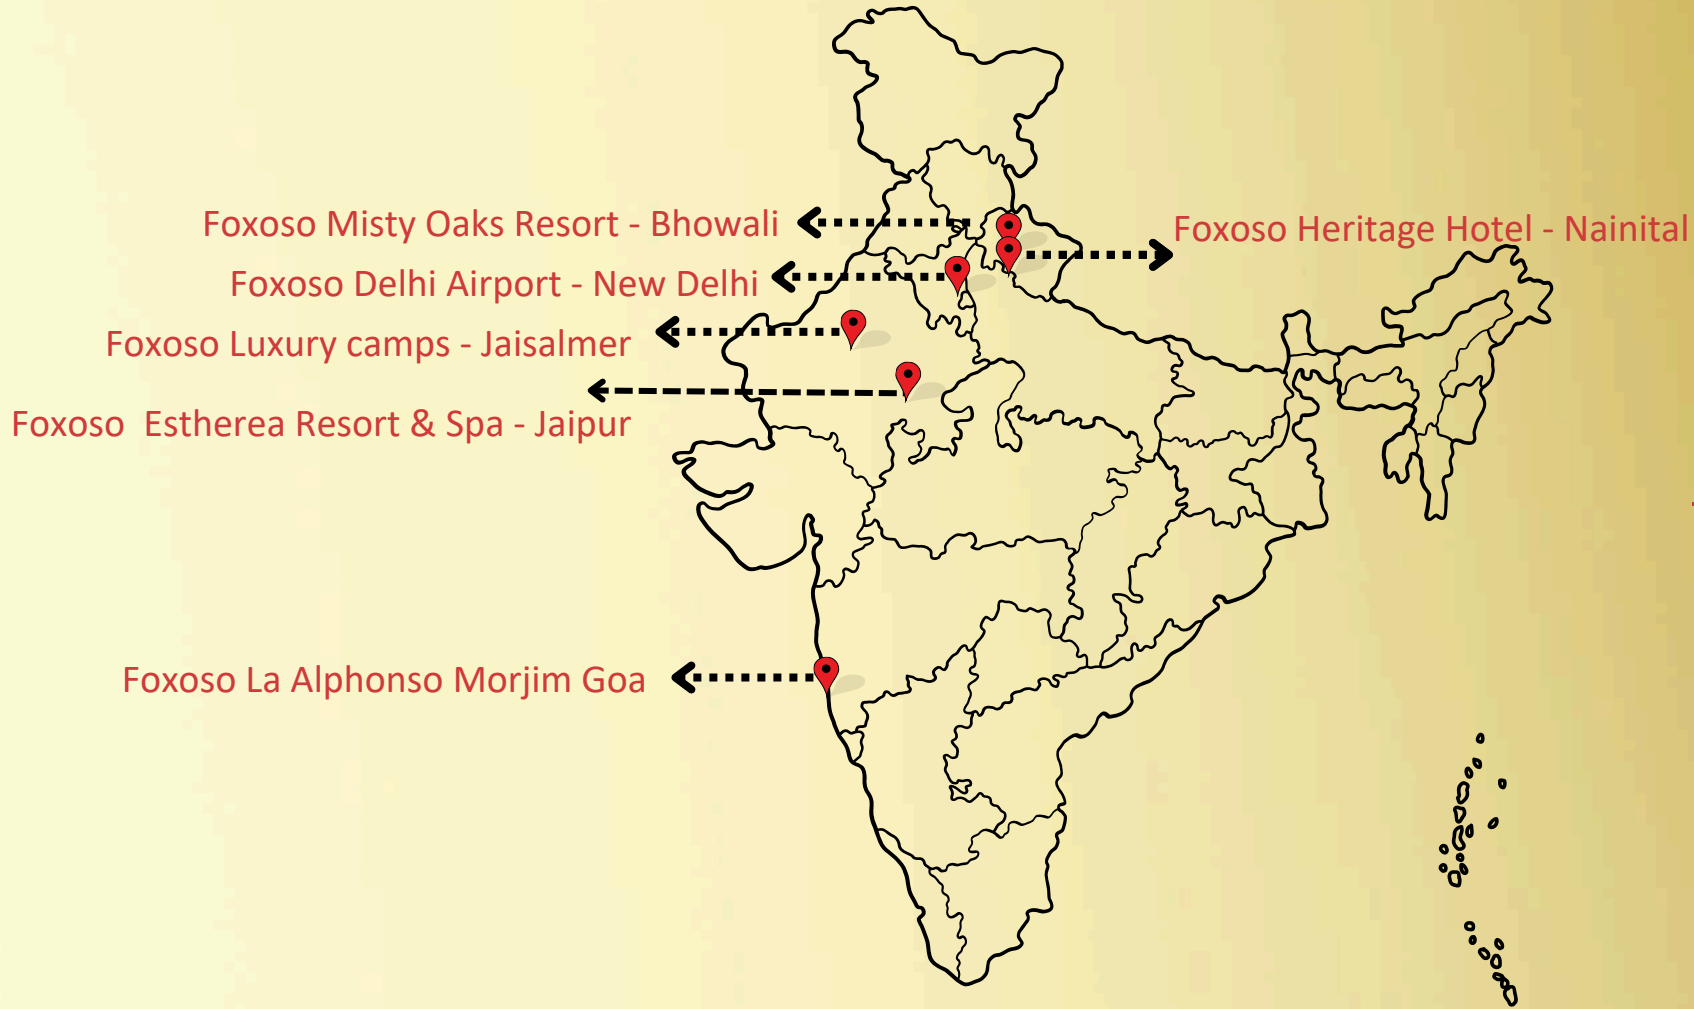 Foxoso Misty Oaks Resort - Bhowali
Foxoso Heritage Hotel - Nainital
Foxoso Delhi Airport - New Delhi
Foxoso Luxury camps - Jaisalmer
Foxoso  Estherea Resort & Spa - Jaipur
Foxoso La Alphonso Morjim Goa